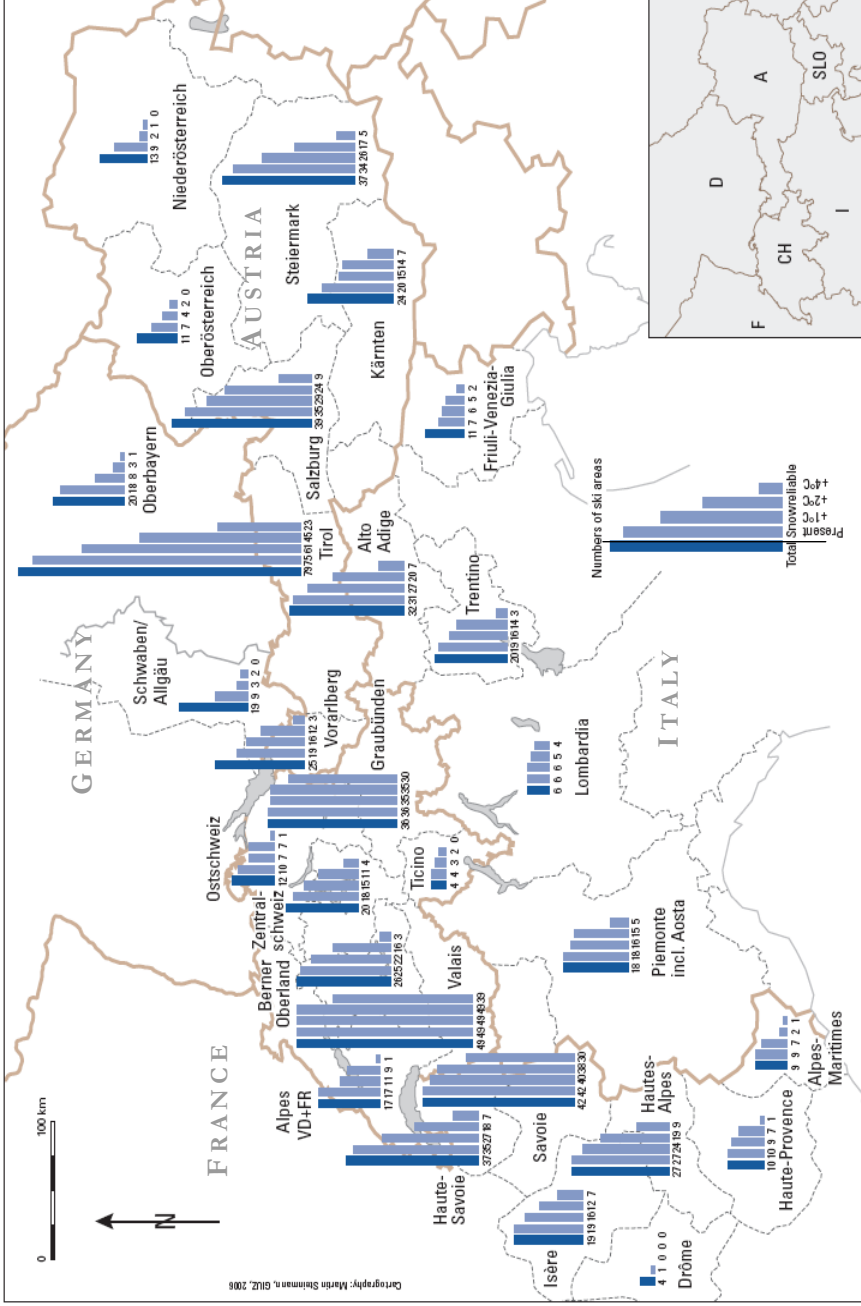 0
100 km
N
Cartography: Martin Steinmann, GIUZ, 2006
FRANCE
GERMANY
AUSTRIA
ITALY
Niederösterreich
13 9 2 1 0
Oberösterreich
11 7 4 2 0
Steiermark
37 34 26 17 5
Kärnten
24 20 15 14 7
Salzburg
39 35 29 24 9
Oberbayern
20 18 8 3 1
Tirol
79 75 61 45 23
Alto
Adige
32 31 27 20 7
Friuli-Venezia-
Giulia
11 7 6 5 2
Trentino
20 19 16 14 3
Schwaben/
Allgäu
19 9 3 2 0
Vorarlberg
25 19 16 12 3
Graubünden
36 36 35 35 30
Ostschweiz
12 10 7 7 1
Zentral-
schweiz
20 18 15 11 4
Ticino
4 4 3 2 0
Lombardia
6 6 6 5 4
Berner
Oberland
26 25 22 16 3
Valais
49 49 49 49 39
Alpes
VD+FR
17 17 11 9 1
Piemonte
incl. Aosta
18 18 16 15 5
Haute-
Savoie
37 35 27 18 7
Savoie
42 42 40 38 30
Isère
19 19 16 12 7
Hautes-
Alpes
27 27 24 19 9
Drôme
4 1 0 0 0
Haute-Provence
10 10 9 7 1
Alpes-
Maritimes
9 9 7 2 1
Numbers of ski areas
Total Snowreliable
Present
+1°C
+2°C
+4°C
F
D
CH
A
SLO
I